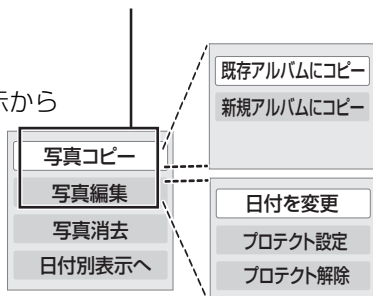 示から
写真コピー
写真編集
写真消去
日付別表示へ
既存アルバムにコピー
新規アルバムにコピー
日付を変更
プロテクト設定
プロテクト解除